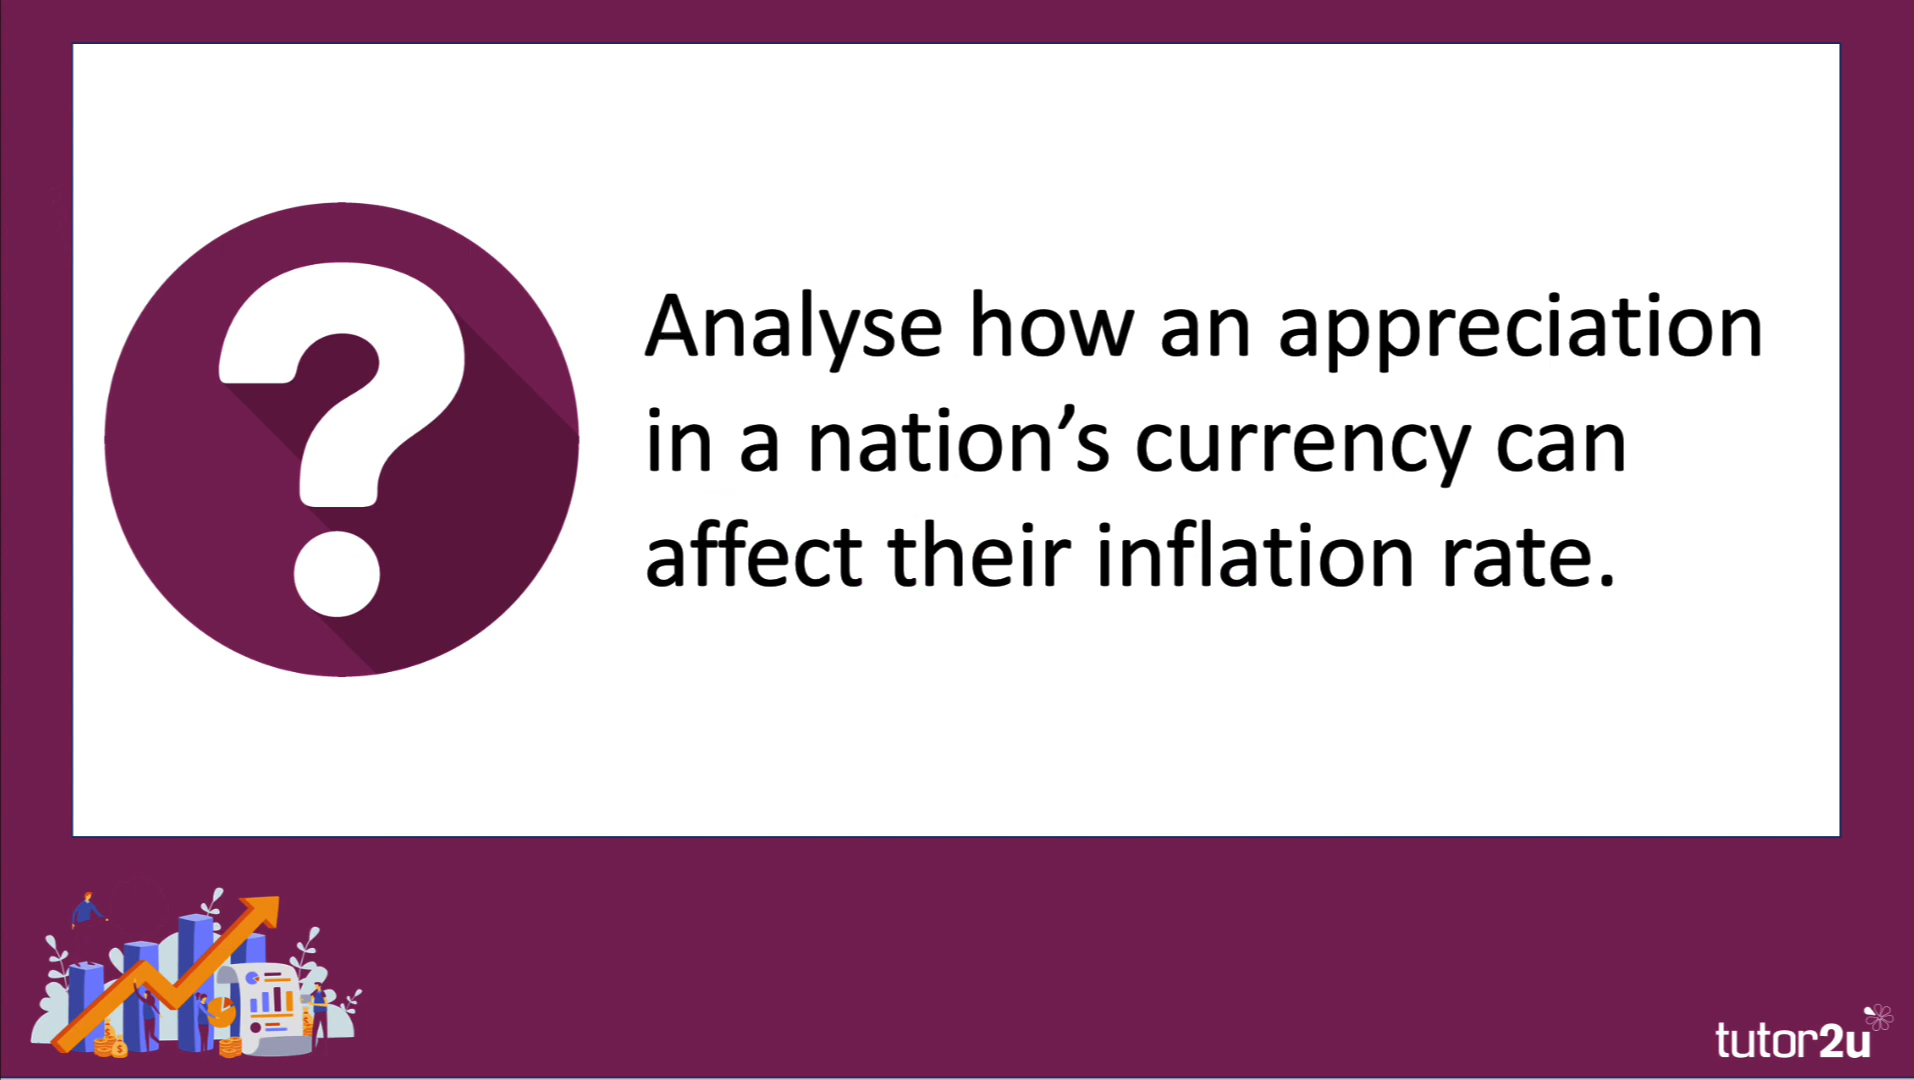 Analyse how an appreciation
in a nation’s currency can
affect their inflation rate.
tutor2u